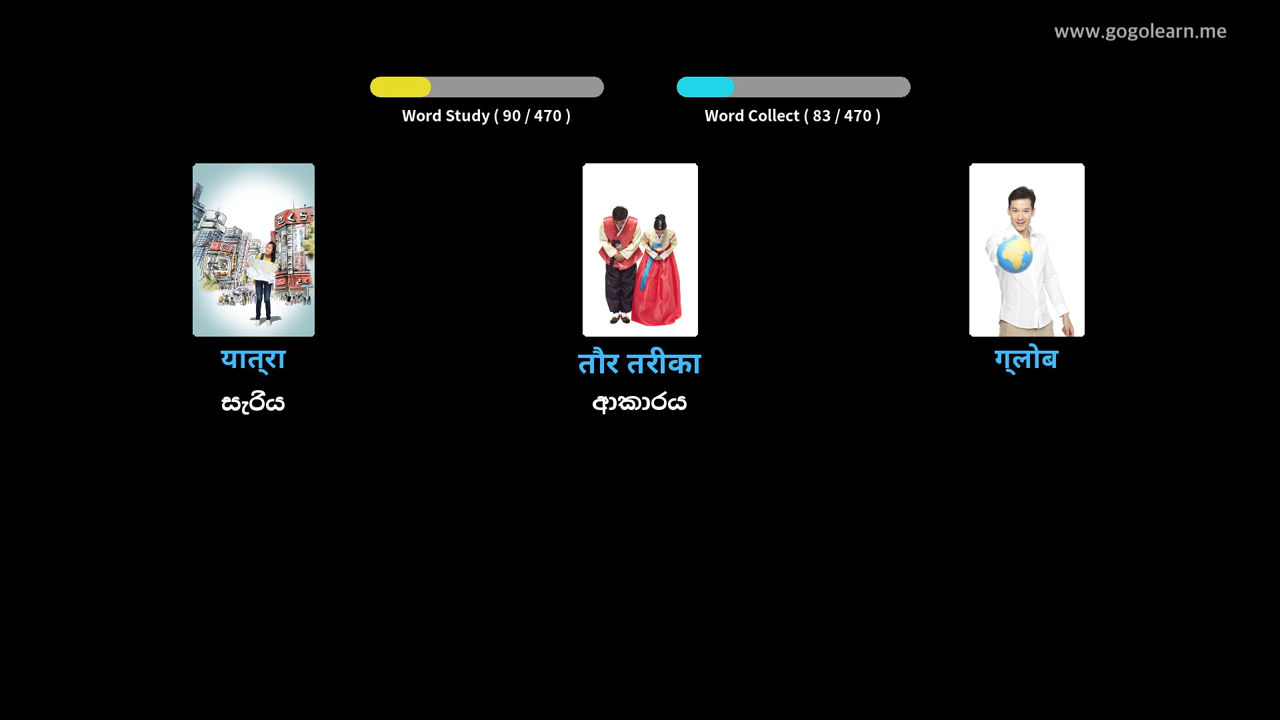 www.gogolearn.me
Word Study ( 90 / 470 )
Word Collect ( 83 / 470 )
यात्रा
तौर तरीका
ग्लोब
සැරිය
ආකාරය